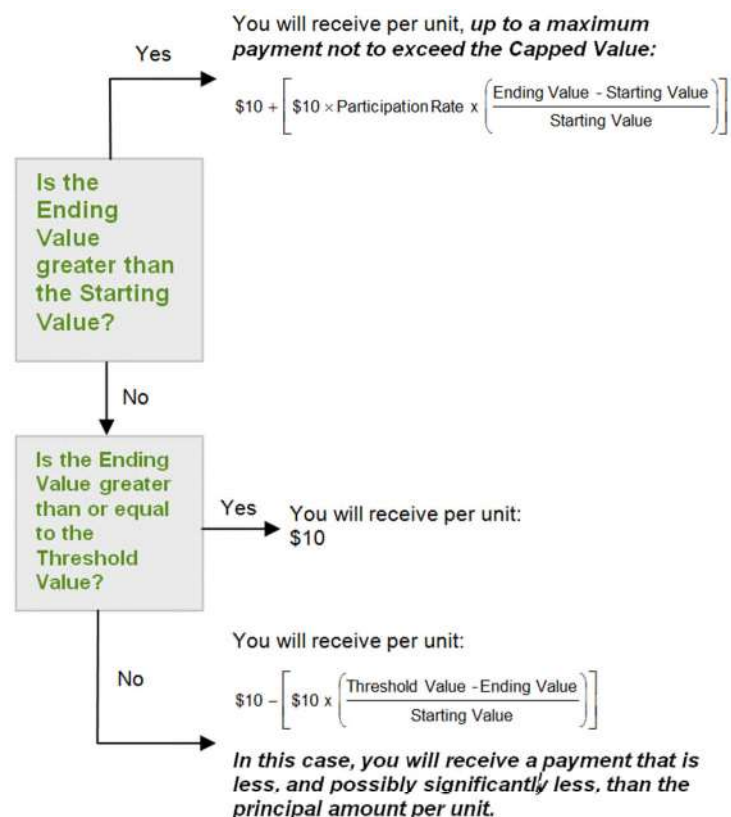 You will receive per unit, up to a maximum
payment not to exceed the Capped Value:
Yes
$10 + [ $10 × Participation Rate x ( Ending Value - Starting Value
Starting Value ) ]
Is the
Ending
Value
greater than
the Starting
Value?
No
Is the Ending
Value greater
than or equal
to the
Threshold
Value?
Yes
You will receive per unit:
$10
No
You will receive per unit:
$10 − [ $10 x ( Threshold Value - Ending Value
Starting Value ) ]
In this case, you will receive a payment that is
less, and possibly significantly less, than the
principal amount per unit.